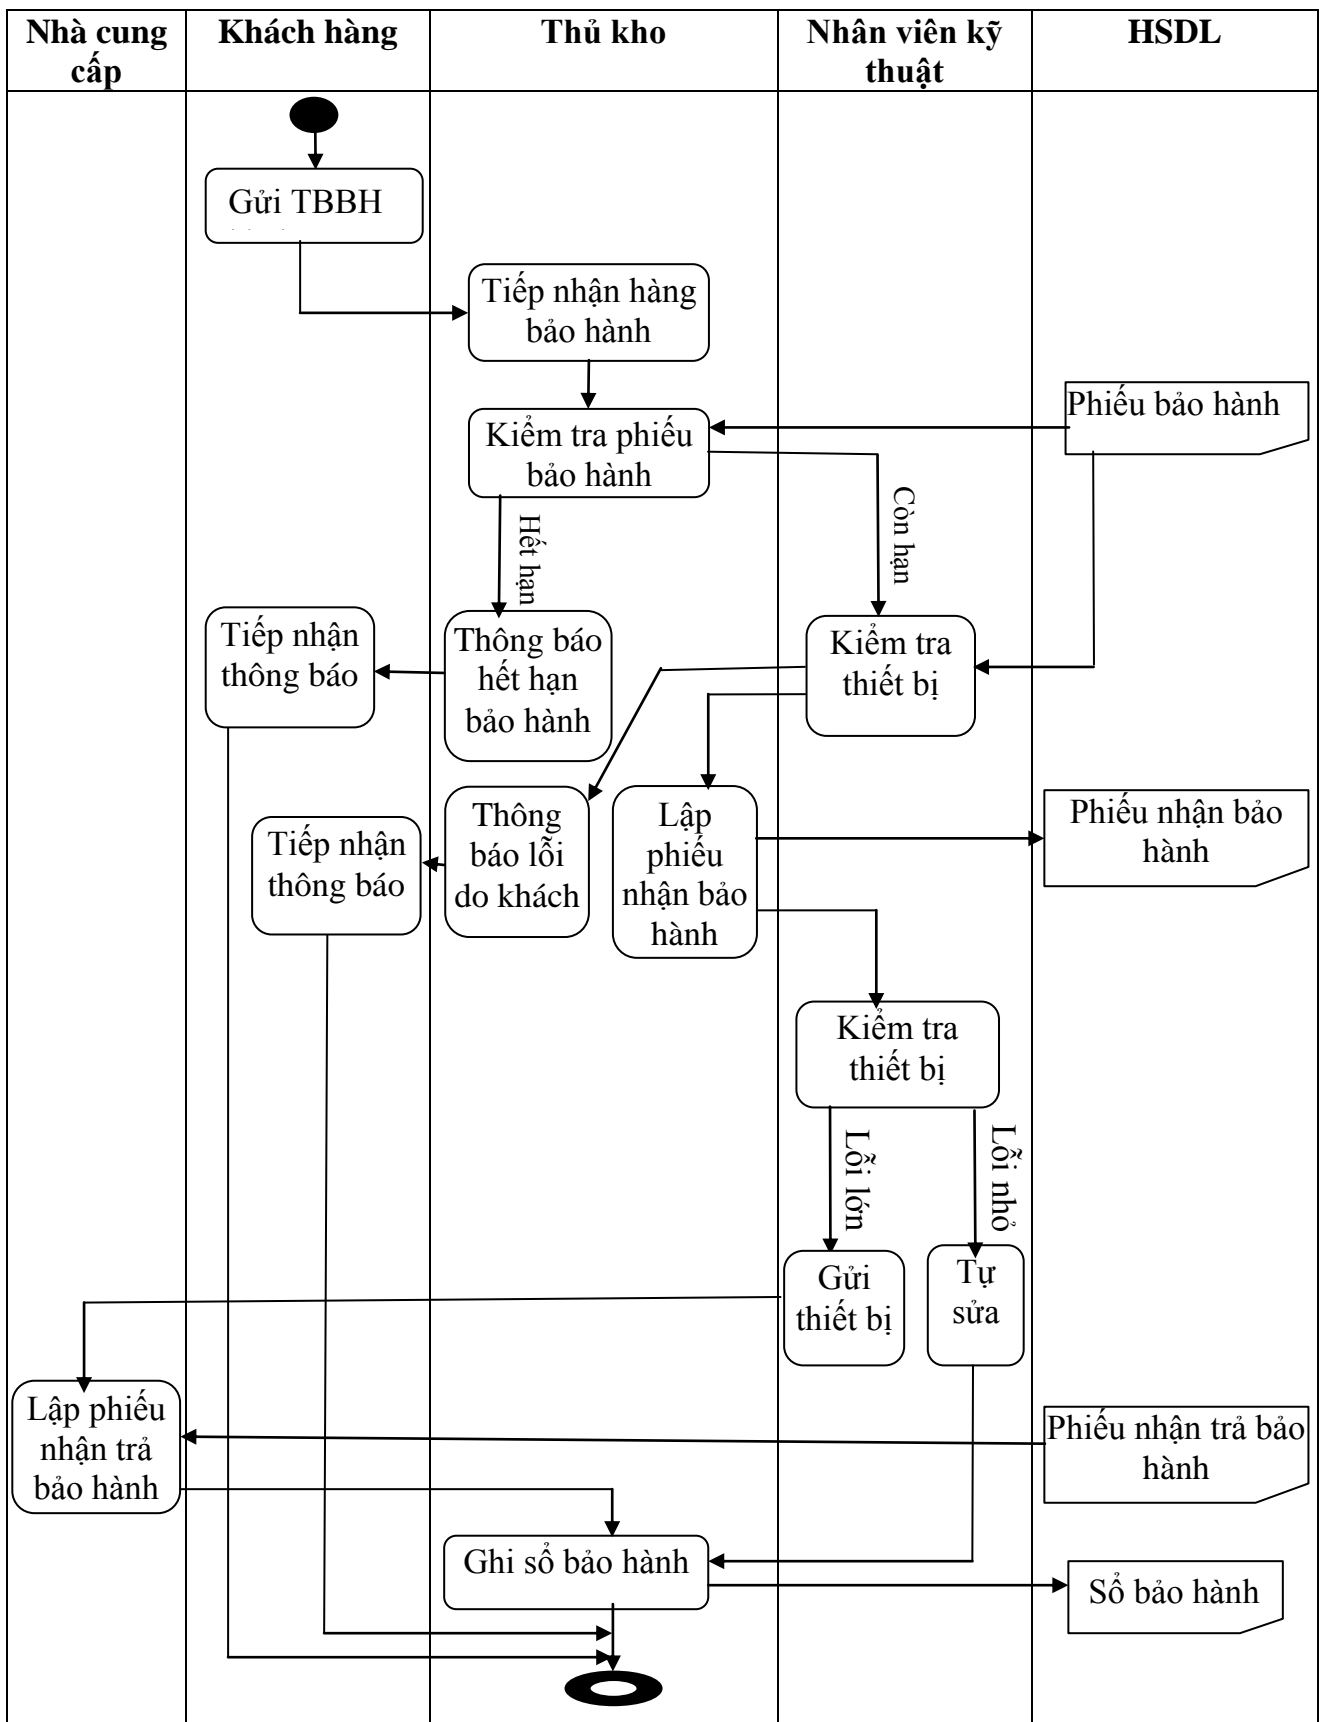 Nhà cung
cấp
Khách hàng
Thủ kho
Nhân viên kỹ
thuật
HSDL
Gửi TBBH
Tiếp nhận hàng
bảo hành
Phiếu bảo hành
Kiểm tra phiếu
bảo hành
Hết hạn
Còn hạn
Tiếp nhận
thông báo
Thông báo
hết hạn
bảo hành
Kiểm tra
thiết bị
Tiếp nhận
thông báo
Thông
báo lỗi
do khách
Lập
phiếu
nhận bảo
hành
Phiếu nhận bảo
hành
Kiểm tra
thiết bị
Lỗi lớn
Lỗi nhỏ
Gửi
thiết bị
Tự
sửa
Lập phiếu
nhận trả
bảo hành
Phiếu nhận trả bảo
hành
Ghi sổ bảo hành
Sổ bảo hành